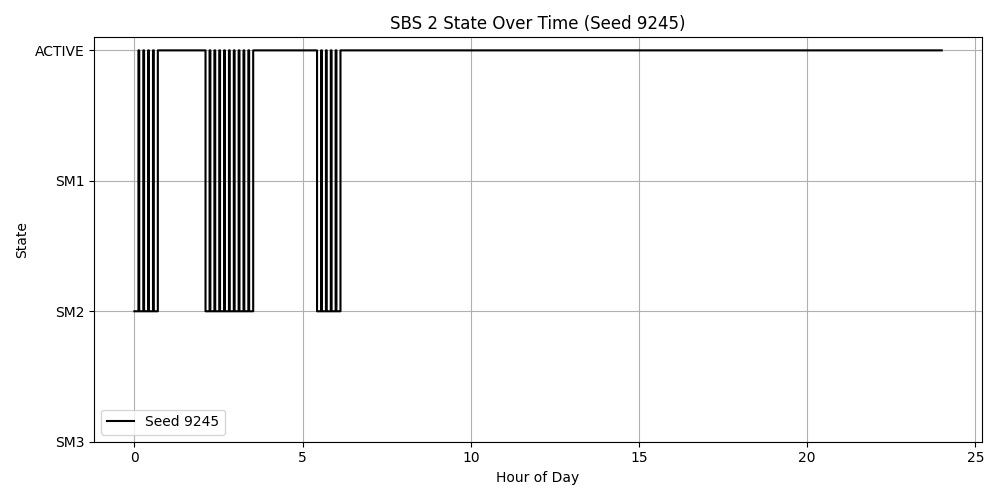 SBS 2 State Over Time (Seed 9245)
ACTIVE
SM1
SM2
SM3
State
Seed 9245
0 5 10 15 20 25
Hour of Day